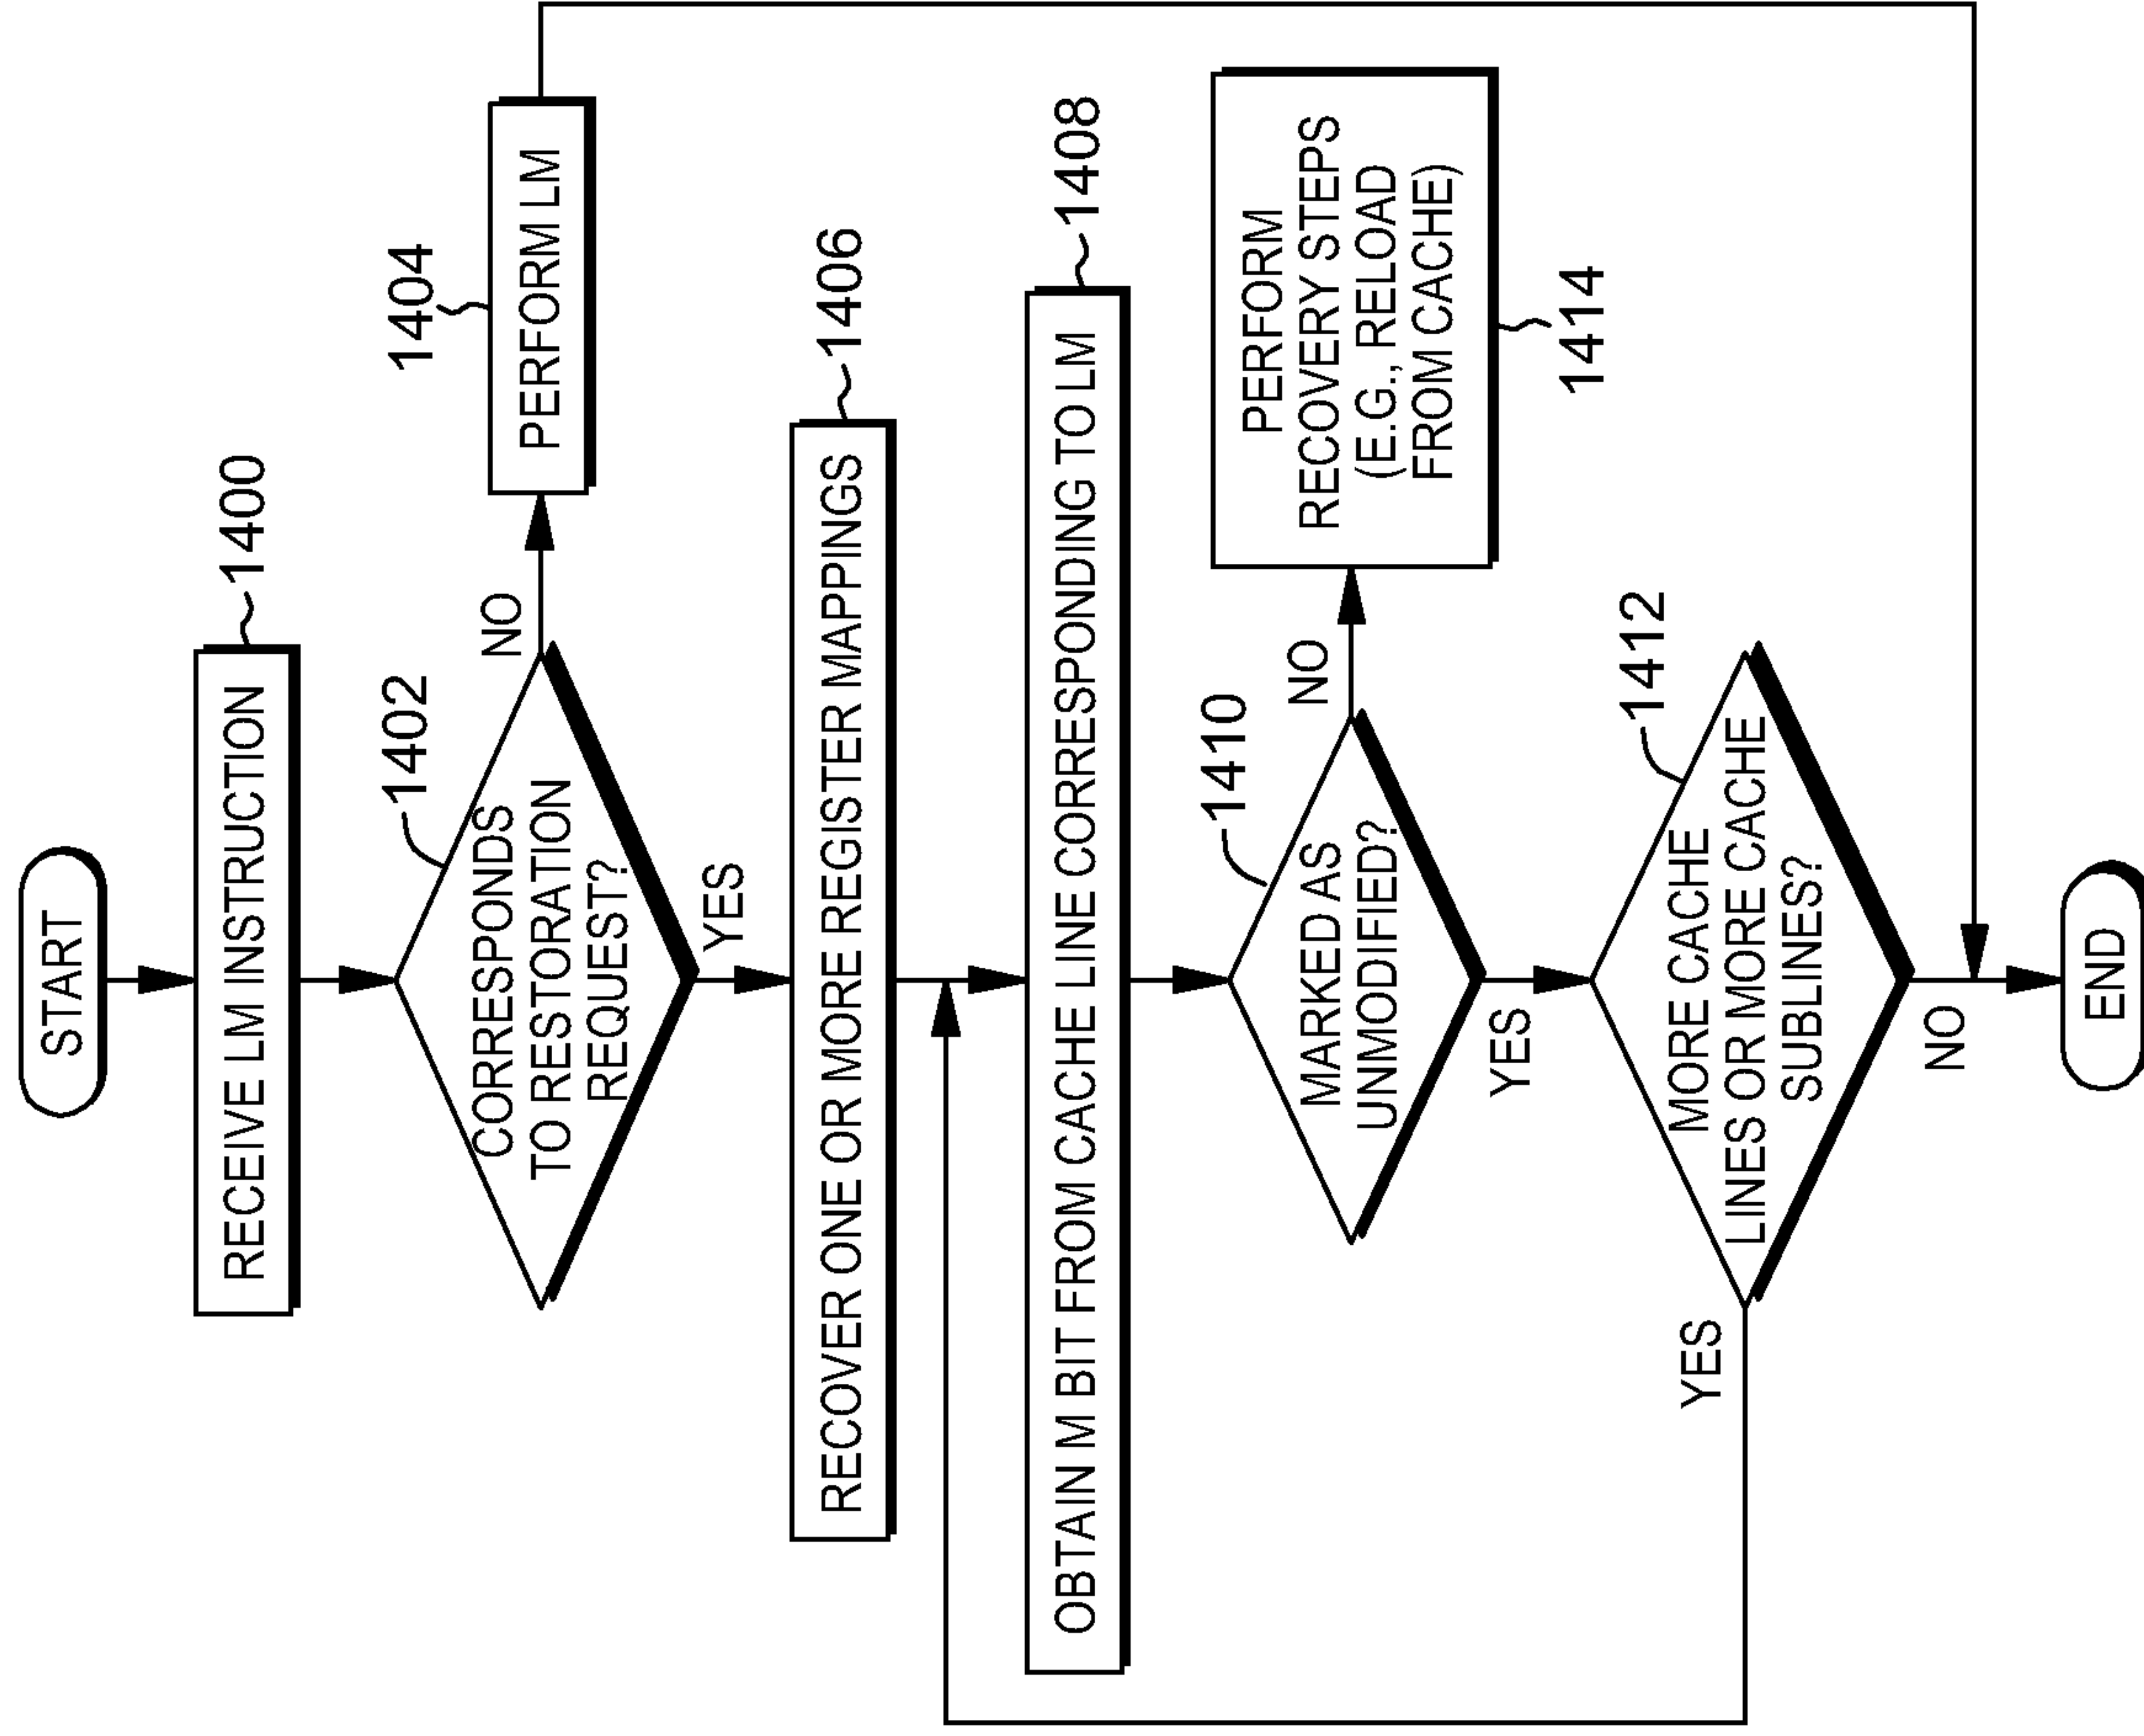 START
RECEIVE LM INSTRUCTION
1400
CORRESPONDS
TO RESTORATION
REQUEST?
1402
NO
PERFORM LM
1404
YES
RECOVER ONE OR MORE REGISTER MAPPINGS
1406
OBTAIN M BIT FROM CACHE LINE CORRESPONDING TO LM
1408
MARKED AS
UNMODIFIED?
1410
NO
PERFORM
RECOVERY STEPS
(E.G., RELOAD
FROM CACHE)
1414
YES
MORE CACHE
LINES OR MORE CACHE
SUBLINES?
1412
YES
NO
END